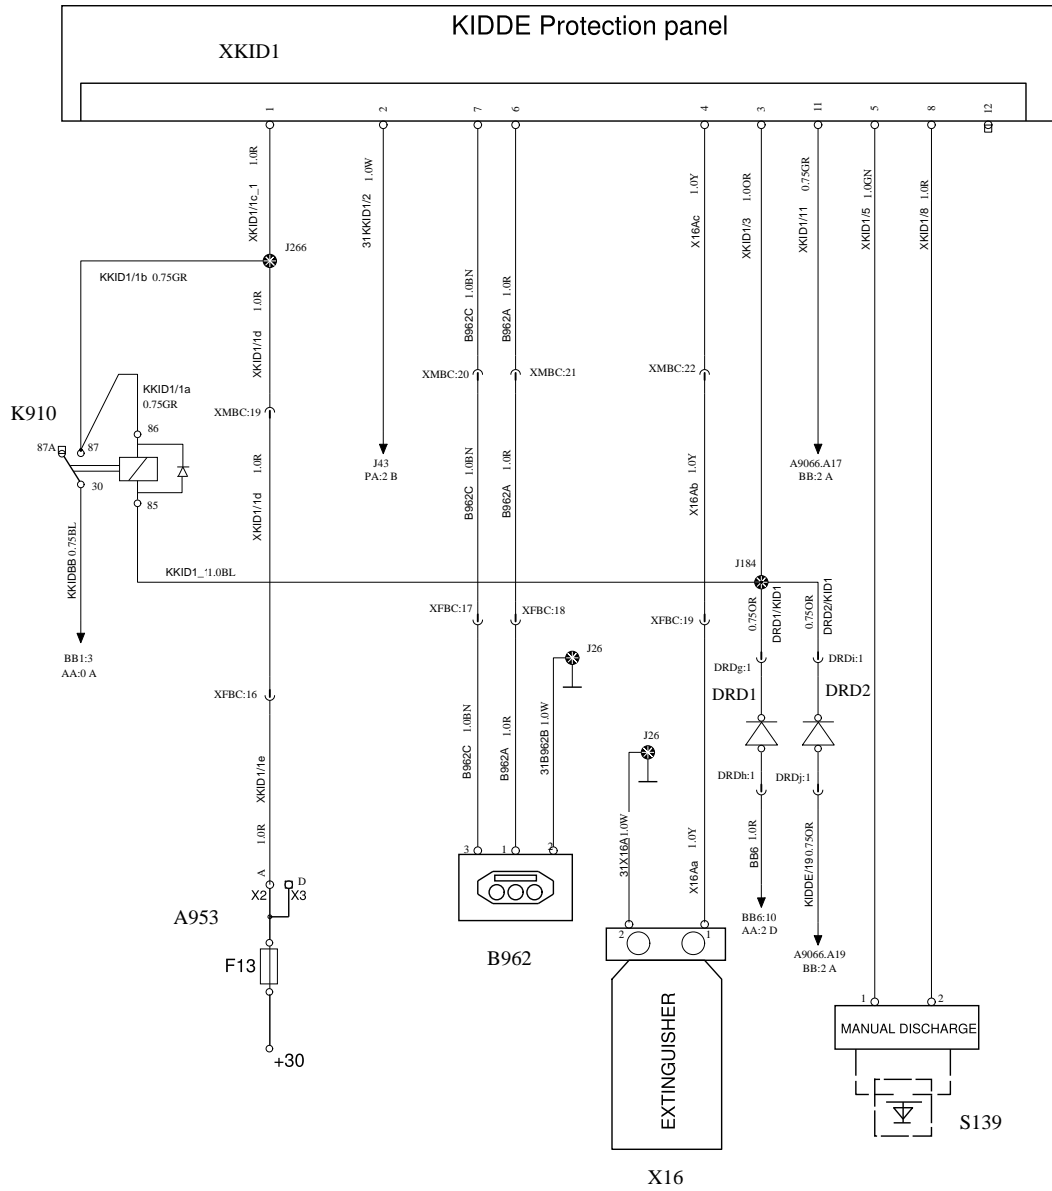 KIDDE Protection panel
XKID1
1
2
7
6
4
3
11
5
8
12
XKID1/1c_1 1.0R
31KKID1/2 1.0W
B962C 1.0BN
B962A 1.0R
X16Ac 1.0Y
XKID1/3 1.0OR
XKID1/11 0.75GR
XKID1/5 1.0GN
XKID1/8 1.0R
J266
KKID1/1b 0.75GR
XKID1/1d 1.0R
XMBC:20
XMBC:21
XMBC:22
KKID1/1a
0.75GR
K910
XMBC:19
86
87A
87
30
85
XKID1/1d 1.0R
J43
PA:2 B
B962C 1.0BN
B962A 1.0R
X16Ab 1.0Y
A9066.A17
BB:2 A
KKIDBB 0.75BL
KKID1_1 1.0BL
J184
0.75OR
DRD1/KID1
0.75OR
DRD2/KID1
XFBC:17
XFBC:18
XFBC:19
BB1:3
AA:0 A
J26
DRDg:1
DRDi:1
XFBC:16
DRD1
DRD2
B962C 1.0BN
B962A 1.0R
31B962B 1.0W
J26
XKID1/1e 1.0R
DRDh:1
DRDj:1
31X16A 1.0W
X16Aa 1.0Y
BB6 1.0R
KIDDE/19 0.75OR
3
1
2
A
D
X2
X3
A953
BB6:10
AA:2 D
2
1
A9066.A19
BB:2 A
B962
F13
1
2
MANUAL DISCHARGE
EXTINGUISHER
+30
S139
X16